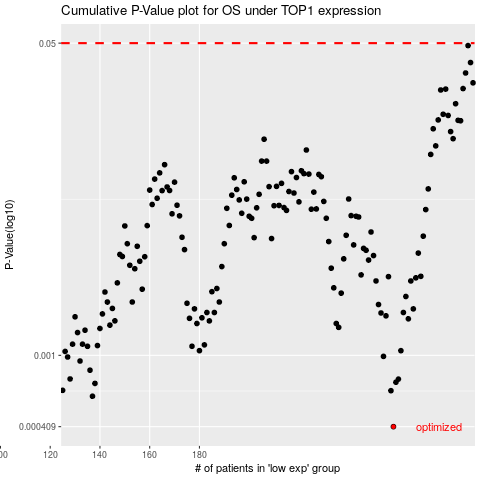 Cumulative P-Value plot for OS under TOP1 expression
0.05
P-Value(log10)
0.001
0.000409
optimized
00
120
140
160
180
# of patients in 'low exp' group